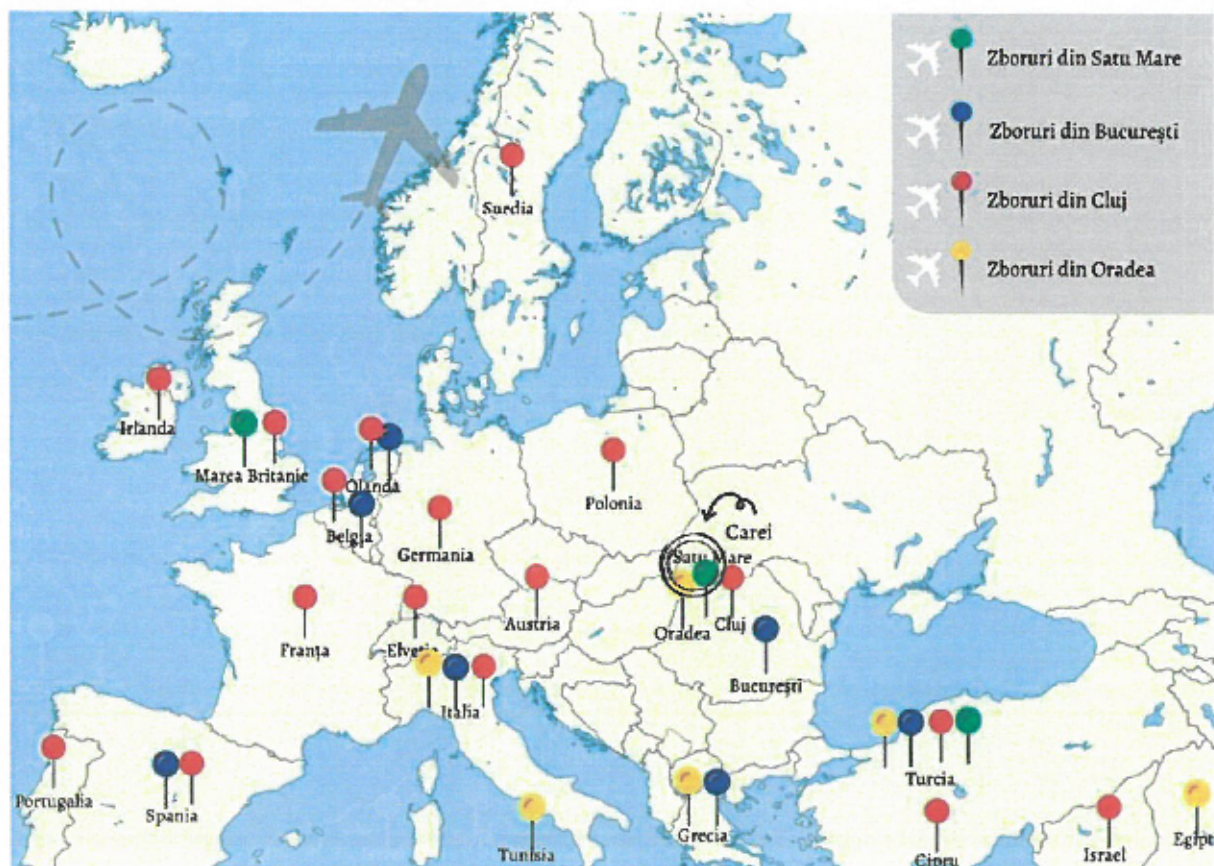 Zboruri din Satu Mare
Zboruri din București
Zboruri din Cluj
Zboruri din Oradea
Suedia
Irlanda
Marea Britanie
Olanda
Polonia
Belgia
Germania
Carei
Satu Mare
Franța
Elveția
Austria
Oradea
Cluj
București
Italia
Portugalia
Spania
Turcia
Grecia
Tunisia
Cipru
Israel
Egipt